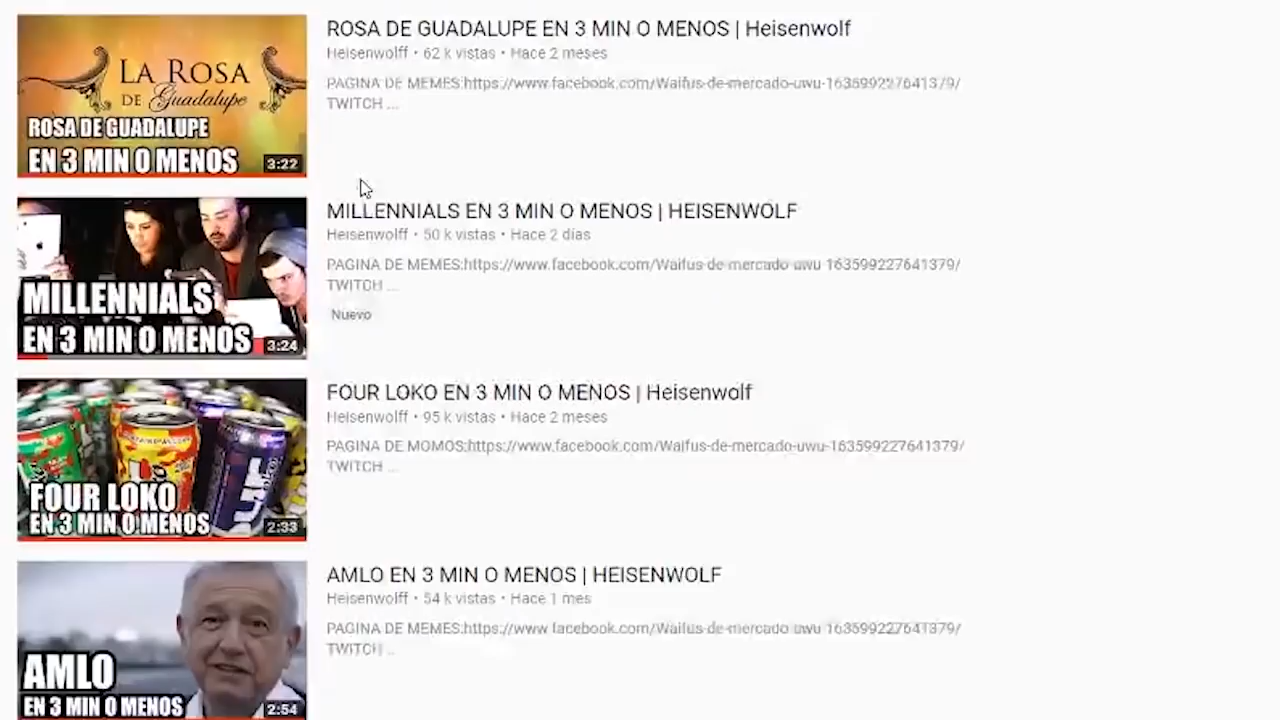 LA ROSA
DE Guadalupe
ROSA DE GUADALUPE
EN 3 MIN O MENOS
3:22
ROSA DE GUADALUPE EN 3 MIN O MENOS | Heisenwolf
Heisenwolff • 62 k vistas • Hace 2 meses
PAGINA DE MEMES:https://www.facebook.com/Waifus-de-mercado-uwu-163599227641379/
TWITCH ...
MILLENNIALS
EN 3 MIN O MENOS
3:24
MILLENNIALS EN 3 MIN O MENOS | HEISENWOLF
Heisenwolff • 50 k vistas • Hace 2 días
PAGINA DE MEMES:https://www.facebook.com/Waifus-de-mercado-uwu-163599227641379/
TWITCH ...
Nuevo
FOUR LOKO
EN 3 MIN O MENOS
2:33
FOUR LOKO EN 3 MIN O MENOS | Heisenwolf
Heisenwolff • 95 k vistas • Hace 2 meses
PAGINA DE MOMOS:https://www.facebook.com/Waifus-de-mercado-uwu-163599227641379/
TWITCH ...
AMLO
EN 3 MIN O MENOS
2:54
AMLO EN 3 MIN O MENOS | HEISENWOLF
Heisenwolff • 54 k vistas • Hace 1 mes
PAGINA DE MEMES:https://www.facebook.com/Waifus-de-mercado-uwu-163599227641379/
TWITCH ...